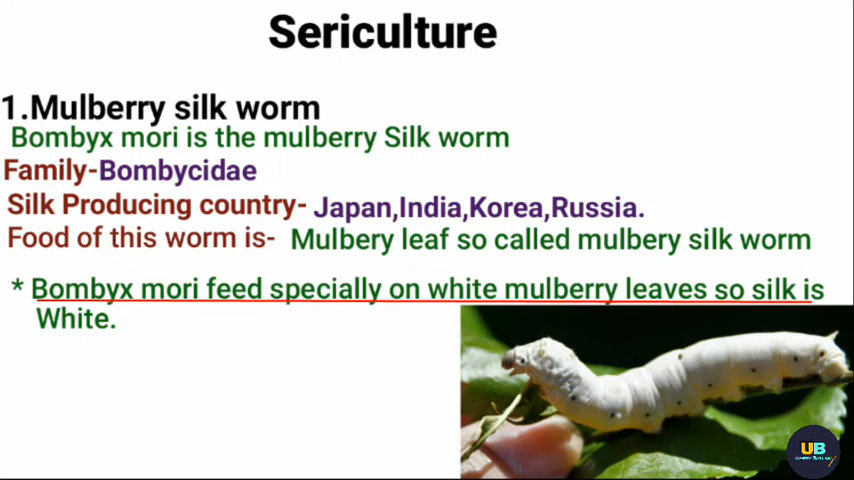 Sericulture
1.Mulberry silk worm
Bombyx mori is the mulberry Silk worm
Family-Bombycidae
Silk Producing country- Japan,India,Korea,Russia.
Food of this worm is- Mulbery leaf so called mulbery silk worm
* Bombyx mori feed specially on white mulberry leaves so silk is
White.
UB